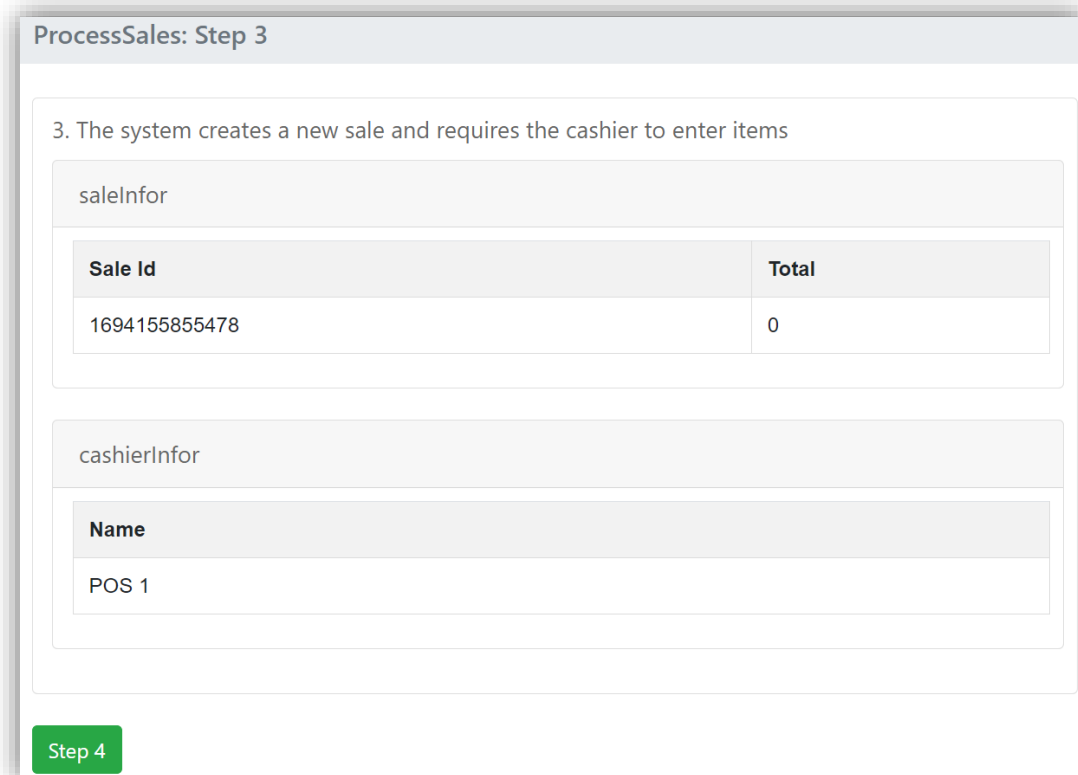 ProcessSales: Step 3
3. The system creates a new sale and requires the cashier to enter items
saleInfor
Sale Id Total
1694155855478 0
cashierInfor
Name
POS 1
Step 4